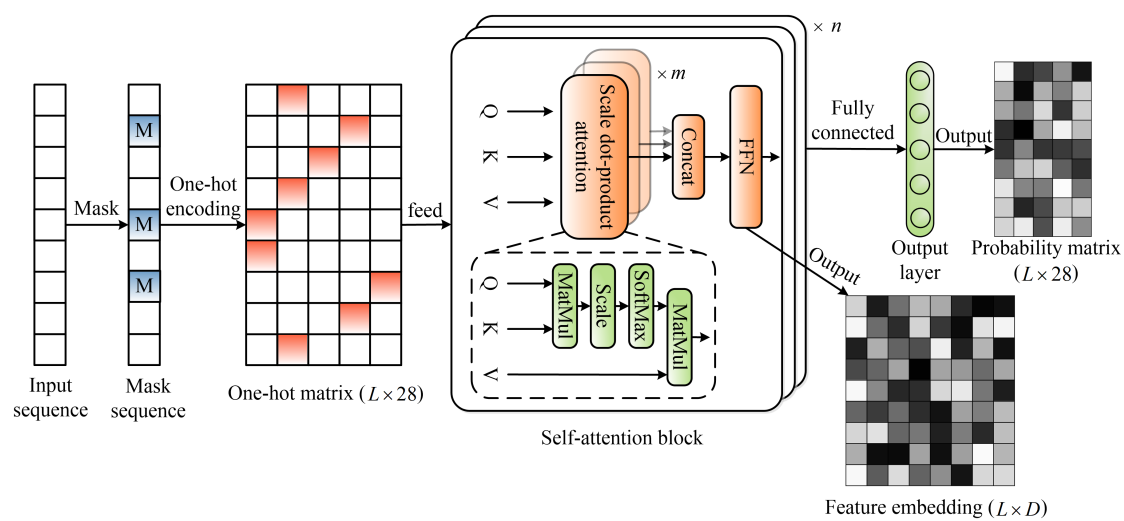 Input
sequence
Mask
M
M
M
Mask
sequence
One-hot
encoding
One-hot matrix (L×28)
feed
× n
× m
Q
K
V
Scale dot-product
attention
Concat
FFN
Q
K
V
MatMul
Scale
SoftMax
MatMul
Self-attention block
Fully
connected
Output
layer
Output
Probability matrix
(L×28)
Output
Feature embedding (L×D)